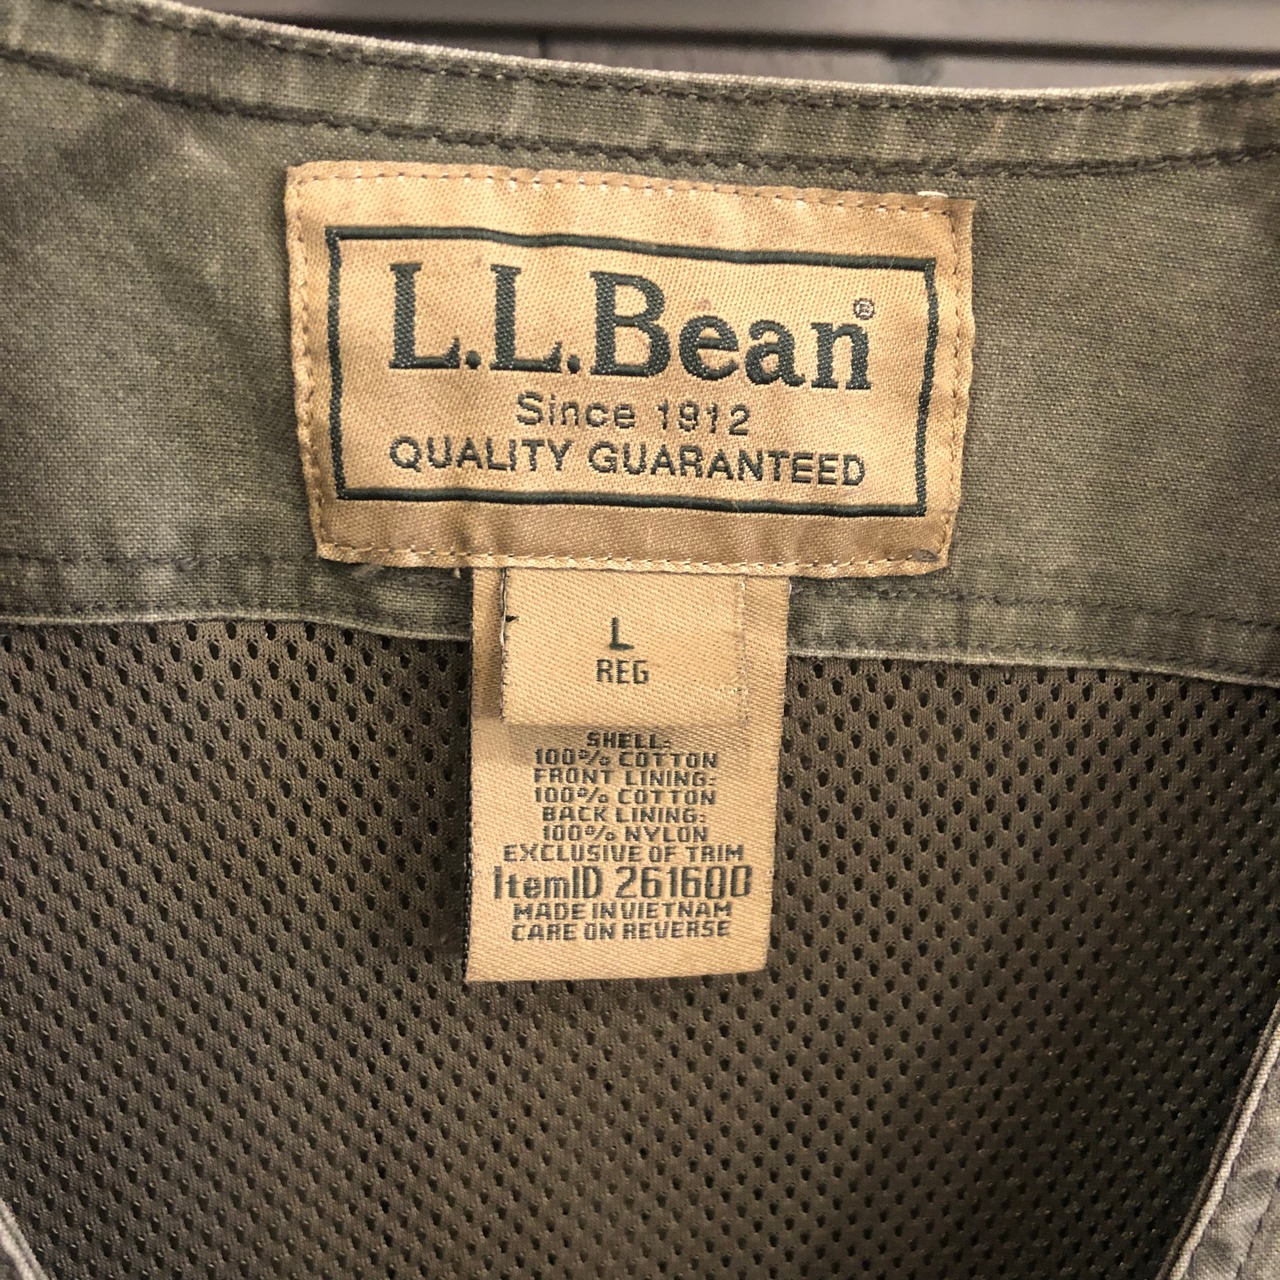 L.L.Bean®
Since 1912
QUALITY GUARANTEED
L
REG
SHELL:
100% COTTON
FRONT LINING:
100% COTTON
BACK LINING:
100% NYLON
EXCLUSIVE OF TRIM
ItemID 261600
MADE IN VIETNAM
CARE ON REVERSE